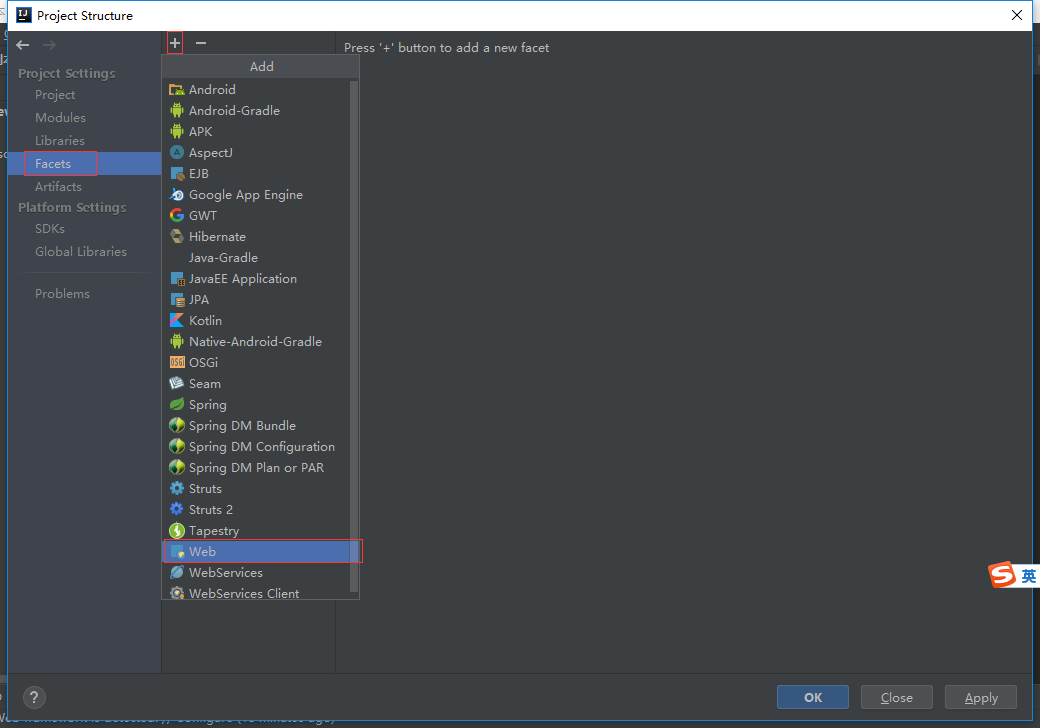 Project Structure
Press '+' button to add a new facet
Project Settings
Project
Modules
Libraries
Facets
Artifacts
Platform Settings
SDKs
Global Libraries
Problems
Add
Android
Android-Gradle
APK
AspectJ
EJB
Google App Engine
GWT
Hibernate
Java-Gradle
JavaEE Application
JPA
Kotlin
Native-Android-Gradle
OSGi
Seam
Spring
Spring DM Bundle
Spring DM Configuration
Spring DM Plan or PAR
Struts
Struts 2
Tapestry
Web
WebServices
WebServices Client
英
?
OK
Close
Apply